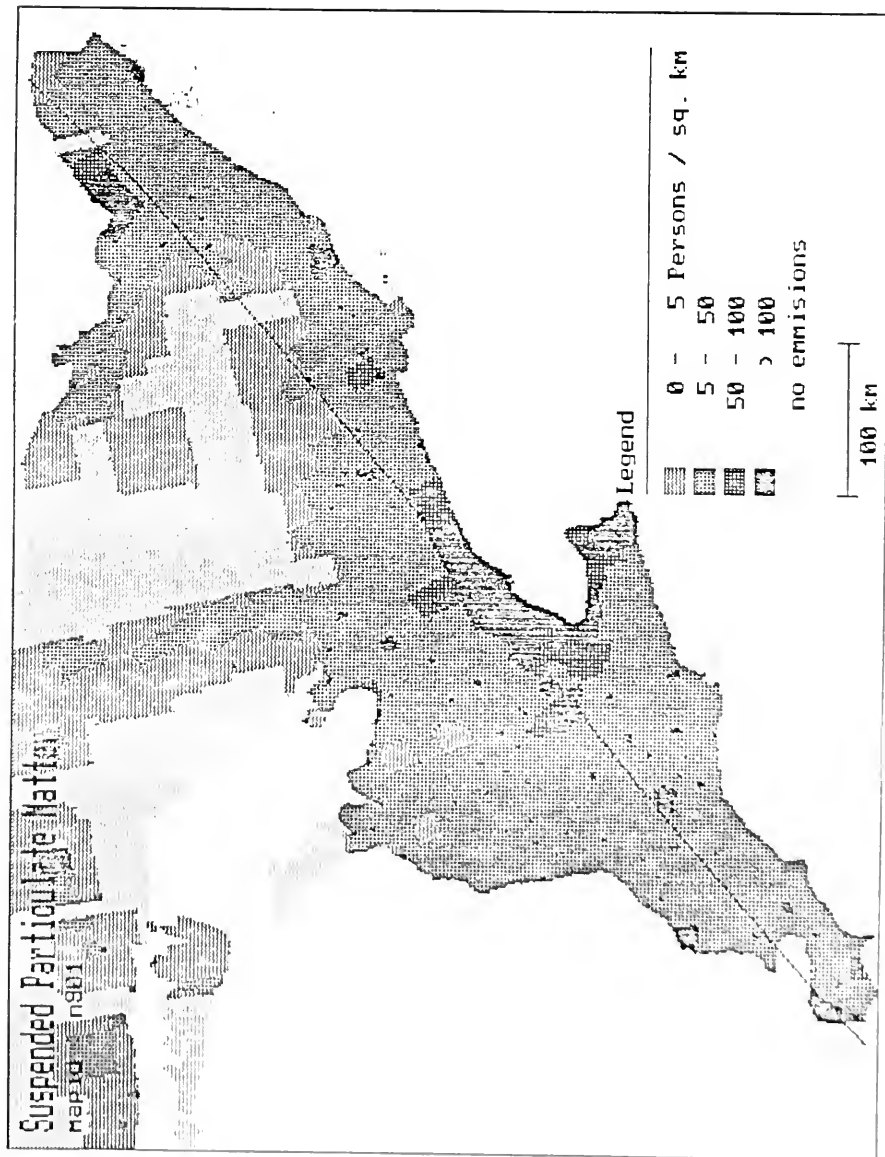 Suspended Particulate Matter
Legend
0 - 5 Persons / sq. km
5 - 50
50 - 100
> 100
no emmisions
100 km